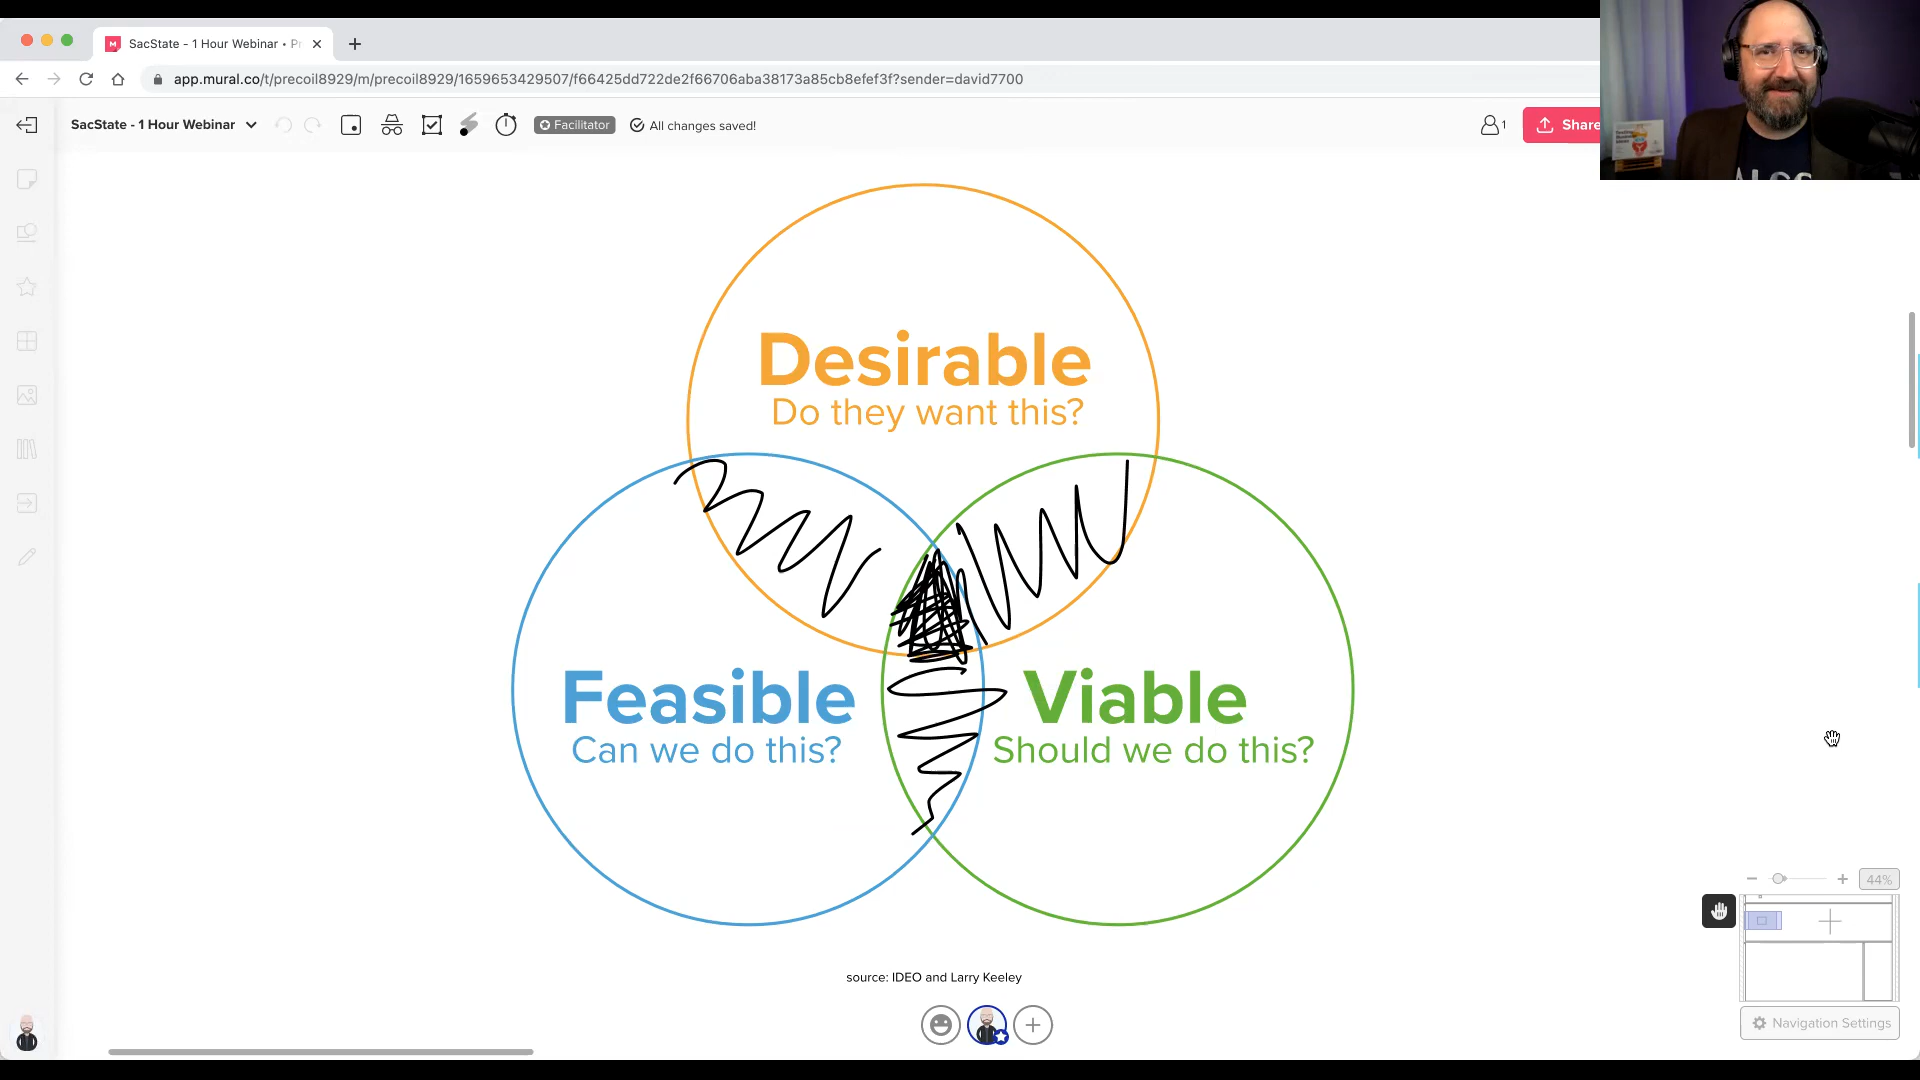 SacState - 1 Hour Webinar • Pr
app.mural.co/t/precoil8929/m/precoil8929/1659653429507/f66425dd722de2f66706aba38173a85cb8efef3f?sender=david7700
SacState - 1 Hour Webinar
Facilitator
All changes saved!
1
Share
Desirable
Do they want this?
Feasible
Can we do this?
Viable
Should we do this?
source: IDEO and Larry Keeley
44%
Navigation Settings